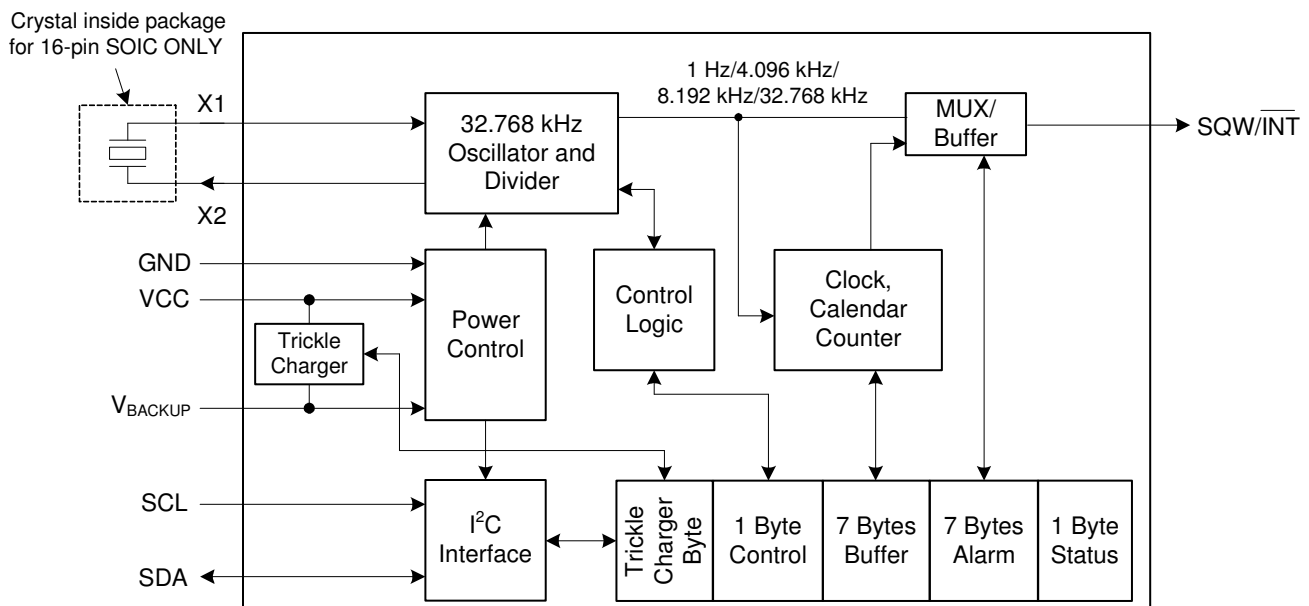 Crystal inside package
for 16-pin SOIC ONLY
X1
X2
32.768 kHz
Oscillator and
Divider
1 Hz/4.096 kHz/
8.192 kHz/32.768 kHz
MUX/
Buffer
SQW/INT
GND
VCC
Trickle
Charger
VBACKUP
Power
Control
Control
Logic
Clock,
Calendar
Counter
SCL
SDA
I²C
Interface
Trickle
Charger
Byte
1 Byte
Control
7 Bytes
Buffer
7 Bytes
Alarm
1 Byte
Status